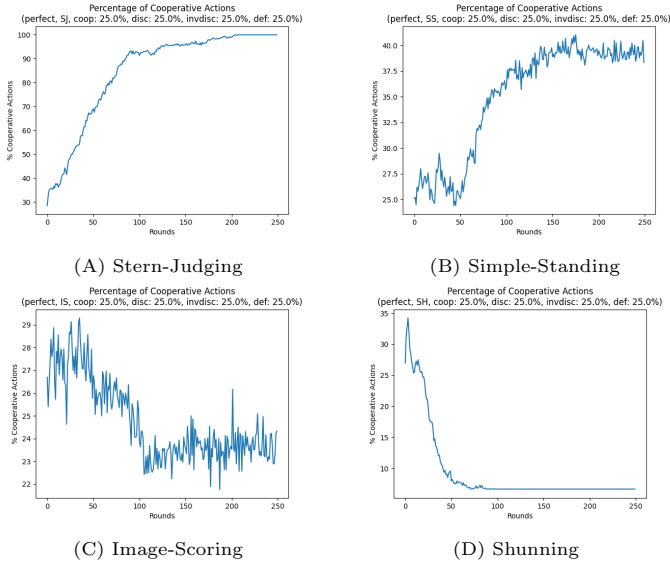 Percentage of Cooperative Actions
(perfect, SJ, coop: 25.0%, disc: 25.0%, invdisc: 25.0%, def: 25.0%)
% Cooperative Actions
100
90
80
70
60
50
40
30
0
50
100
150
200
250
Rounds
(A) Stern-Judging
Percentage of Cooperative Actions
(perfect, SS, coop: 25.0%, disc: 25.0%, invdisc: 25.0%, def: 25.0%)
% Cooperative Actions
40.0
37.5
35.0
32.5
30.0
27.5
25.0
0
50
100
150
200
250
Rounds
(B) Simple-Standing
Percentage of Cooperative Actions
(perfect, IS, coop: 25.0%, disc: 25.0%, invdisc: 25.0%, def: 25.0%)
% Cooperative Actions
29
28
27
26
25
24
23
22
0
50
100
150
200
250
Rounds
(C) Image-Scoring
Percentage of Cooperative Actions
(perfect, SH, coop: 25.0%, disc: 25.0%, invdisc: 25.0%, def: 25.0%)
% Cooperative Actions
35
30
25
20
15
10
0
50
100
150
200
250
Rounds
(D) Shunning